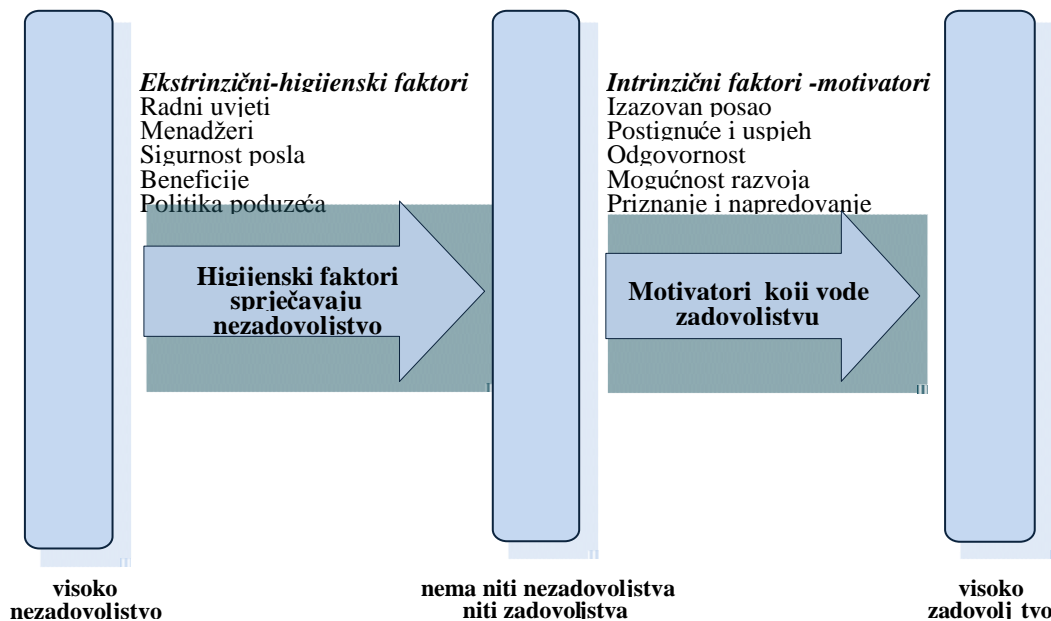 Ekstrinzični-higijenski faktori
Radni uvjeti
Menadžeri
Sigurnost posla
Beneficije
Politika poduzeća
Higijenski faktori
sprječavaju
nezadovoljstvo
Intrinzični faktori -motivatori
Izazovan posao
Postignuće i uspjeh
Odgovornost
Mogućnost razvoja
Priznanje i napredovanje
Motivatori koji vode
zadovoljstvu
visoko
nezadovoljstvo
nema niti nezadovoljstva
niti zadovoljstva
visoko
zadovolj tvo